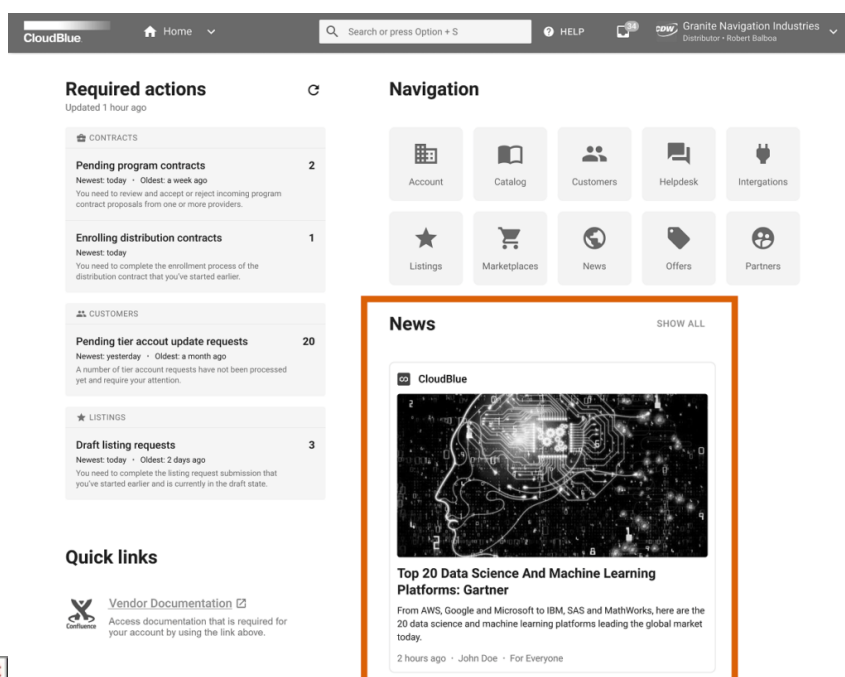 CloudBlue
Home
Search or press Option + S
HELP
34
CDW
Granite Navigation Industries
Distributor • Robert Balboa
Required actions
Updated 1 hour ago
CONTRACTS
Pending program contracts 2
Newest: today · Oldest: a week ago
You need to review and accept or reject incoming program
contract proposals from one or more providers.
Enrolling distribution contracts 1
Newest: today
You need to complete the enrollment process of the
distribution contract that you've started earlier.
CUSTOMERS
Pending tier accout update requests 20
Newest: yesterday · Oldest: a month ago
A number of tier account requests have not been processed
yet and require your attention.
LISTINGS
Draft listing requests 3
Newest: today · Oldest: 2 days ago
You need to complete the listing request submission that
you've started earlier and is currently in the draft state.
Quick links
Confluence
Vendor Documentation
Access documentation that is required for
your account by using the link above.
Navigation
Account
Catalog
Customers
Helpdesk
Intergations
Listings
Marketplaces
News
Offers
Partners
News
SHOW ALL
CloudBlue
Top 20 Data Science And Machine Learning
Platforms: Gartner
From AWS, Google and Microsoft to IBM, SAS and MathWorks, here are the
20 data science and machine learning platforms leading the global market
today.
2 hours ago · John Doe · For Everyone